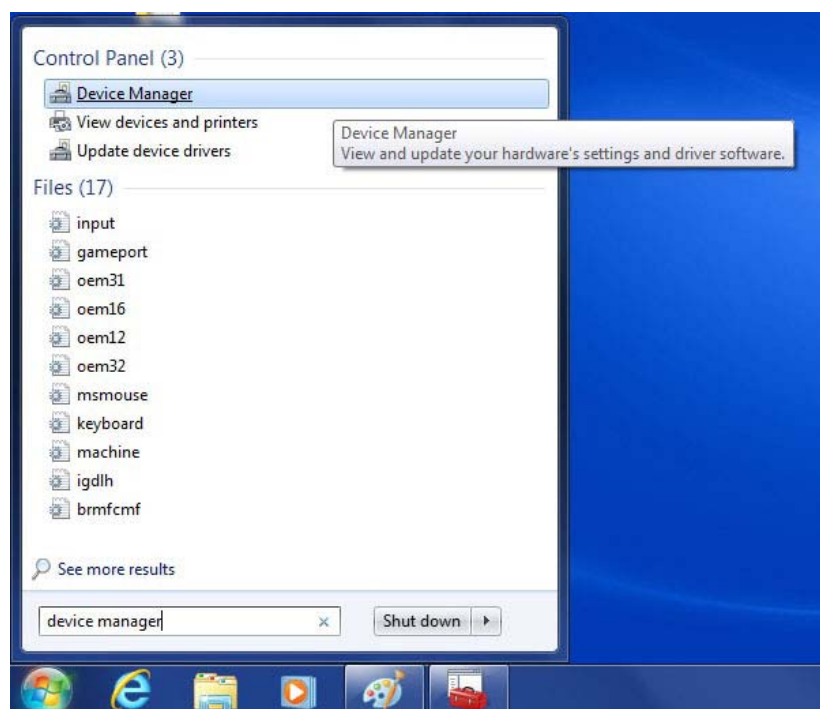 Control Panel (3)
Device Manager
View devices and printers
Update device drivers
Device Manager
View and update your hardware's settings and driver software.
Files (17)
input
gameport
oem31
oem16
oem12
oem32
msmouse
keyboard
machine
igdlh
brmfcmf
See more results
device manager
Shut down